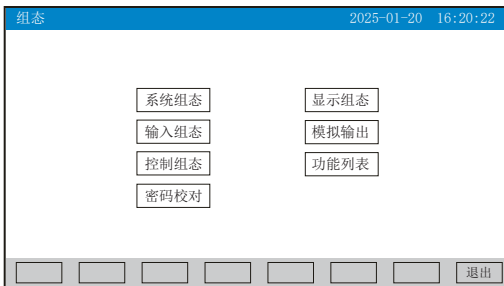 组态 2025-01-20 16:20:22
系统组态 显示组态
输入组态 模拟输出
控制组态 功能列表
密码校对
退出